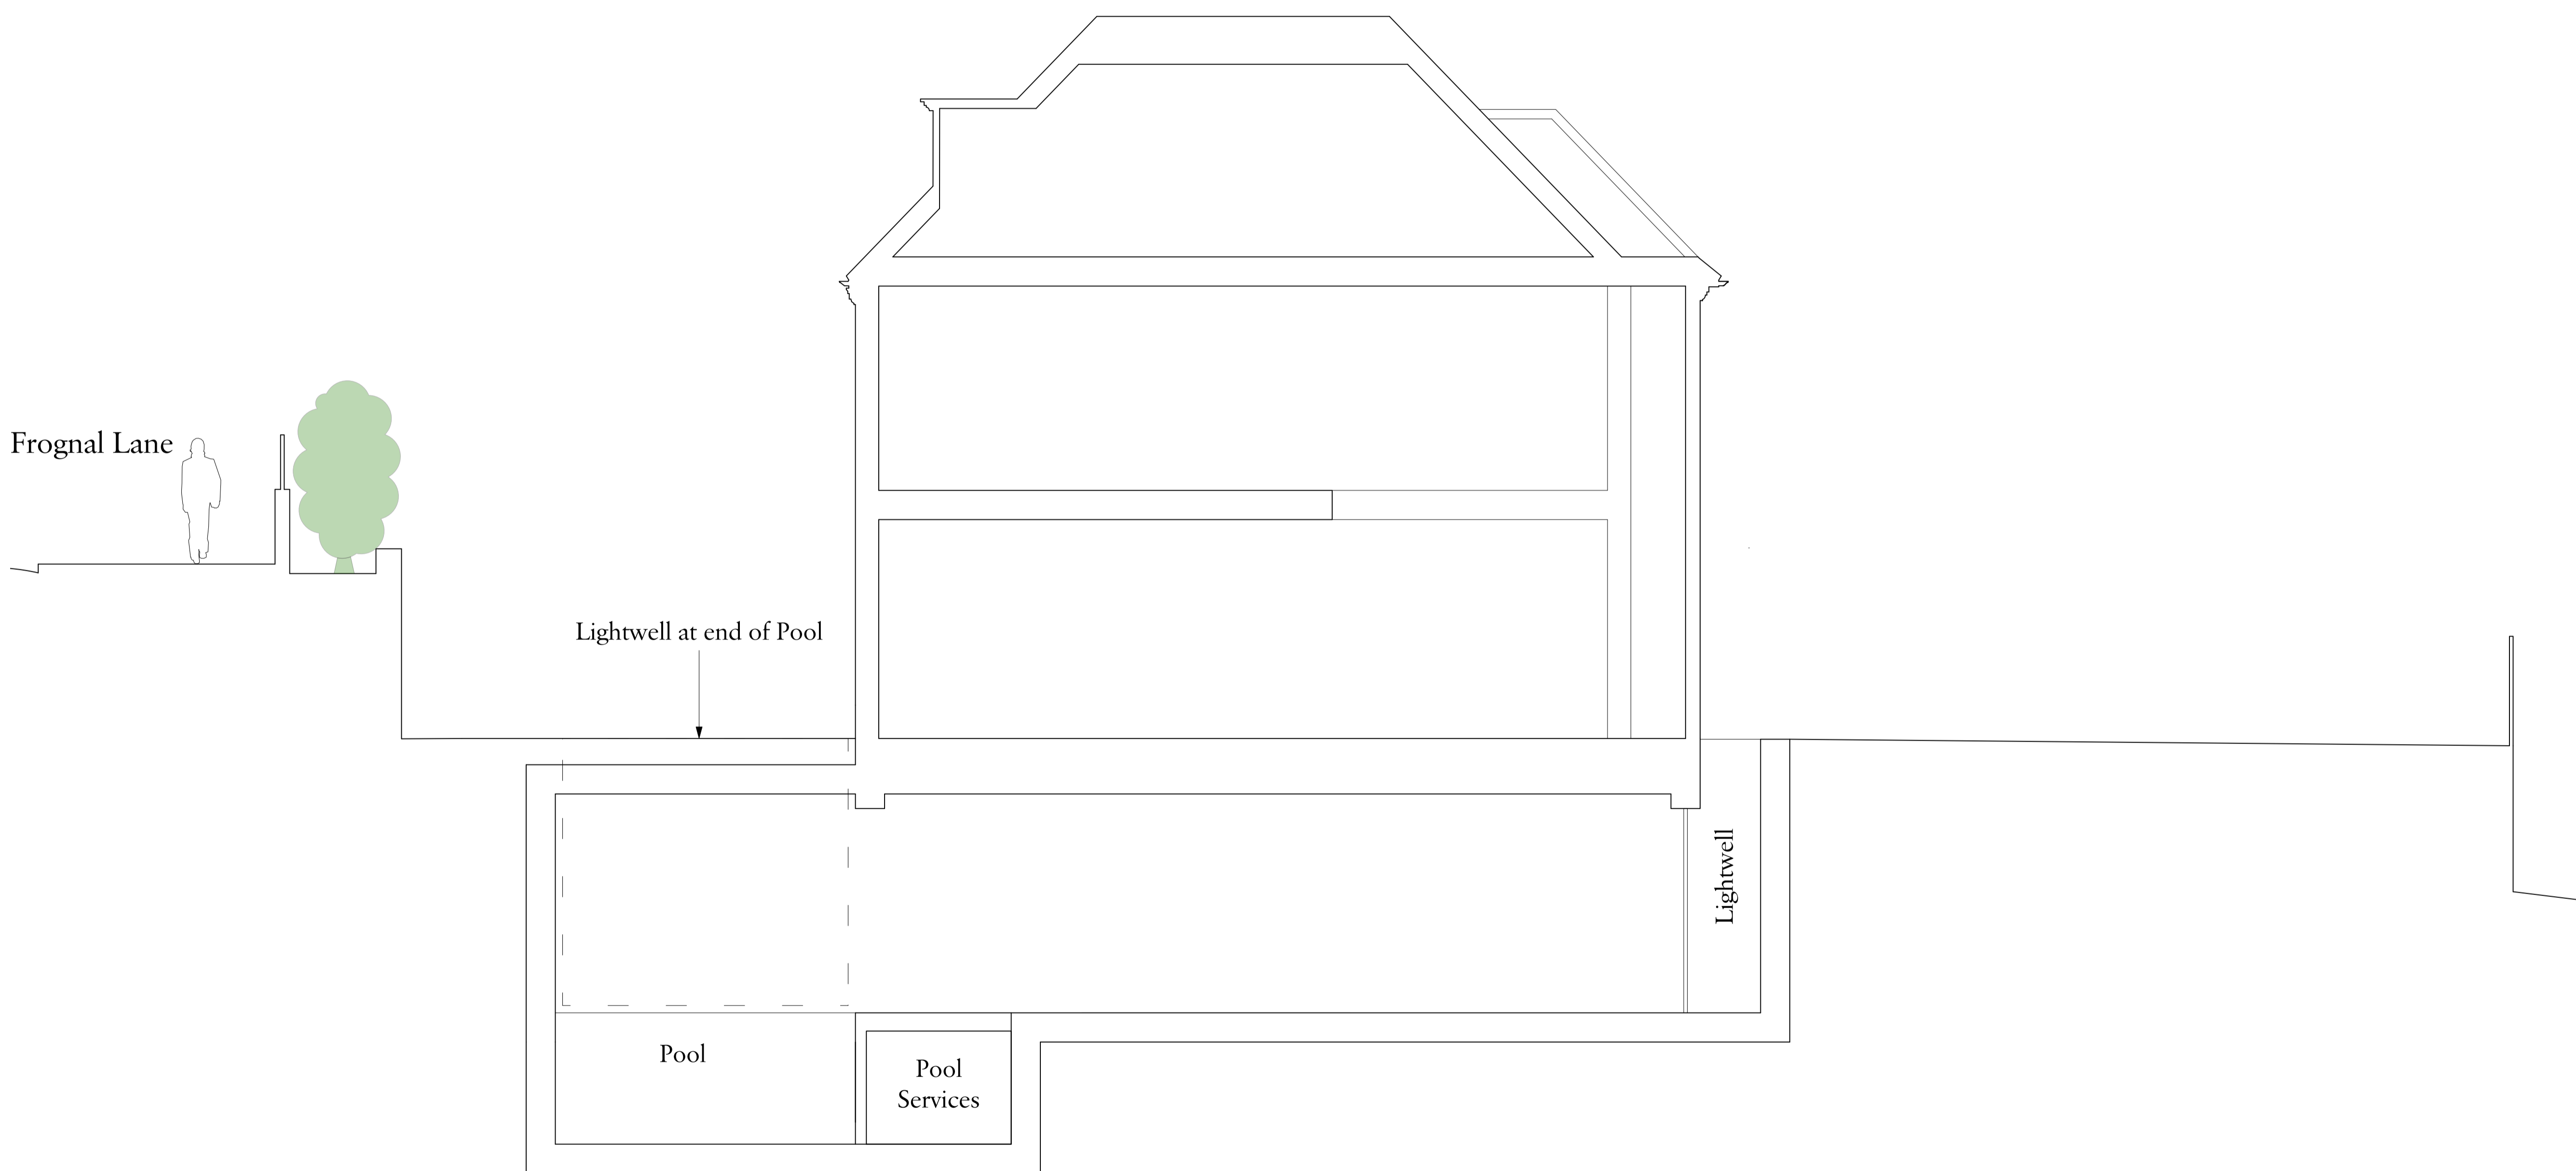 Frognal Lane
Lightwell at end of Pool
Lightwell
Pool
Pool
Services